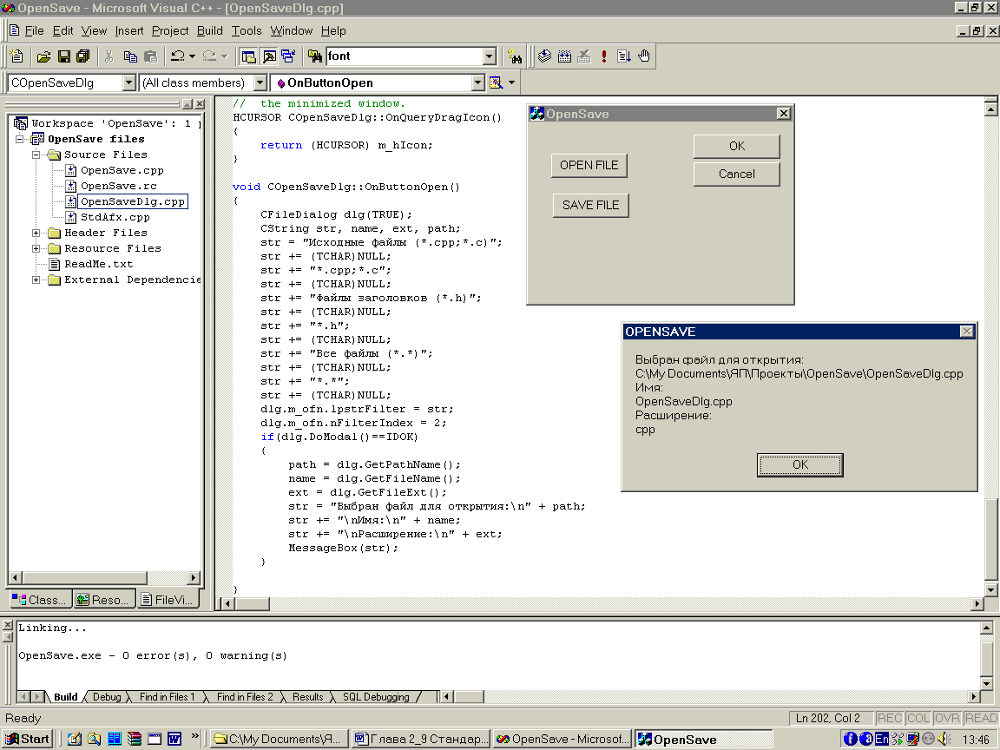 OpenSave - Microsoft Visual C++ - [OpenSaveDlg.cpp]
File Edit View Insert Project Build Tools Window Help
font
COpenSaveDlg (All class members) OnButtonOpen
Workspace 'OpenSave': 1
OpenSave files
Source Files
OpenSave.cpp
OpenSave.rc
OpenSaveDlg.cpp
StdAfx.cpp
Header Files
Resource Files
ReadMe.txt
External Dependencie
Class... Reso... FileVi...
// the minimized window.
HCURSOR COpenSaveDlg::OnQueryDragIcon()
{
return (HCURSOR) m_hIcon;
}
void COpenSaveDlg::OnButtonOpen()
{
CFileDialog dlg(TRUE);
CString str, name, ext, path;
str = "Исходные файлы (*.cpp;*.c)";
str += (TCHAR)NULL;
str += "*.cpp;*.c";
str += (TCHAR)NULL;
str += "Файлы заголовков (*.h)";
str += (TCHAR)NULL;
str += "*.h";
str += (TCHAR)NULL;
str += "Все файлы (*.*)";
str += (TCHAR)NULL;
str += "*.*";
str += (TCHAR)NULL;
dlg.m_ofn.lpstrFilter = str;
dlg.m_ofn.nFilterIndex = 2;
if(dlg.DoModal()==IDOK)
{
path = dlg.GetPathName();
name = dlg.GetFileName();
ext = dlg.GetFileExt();
str = "Выбран файл для открытия:\n" + path;
str += "\nИмя:\n" + name;
str += "\nРасширение:\n" + ext;
MessageBox(str);
}
}
OpenSave
OPEN FILE
SAVE FILE
OK
Cancel
OPENSAVE
Выбран файл для открытия:
C:\My Documents\ЯП\Проекты\OpenSave\OpenSaveDlg.cpp
Имя:
OpenSaveDlg.cpp
Расширение:
cpp
OK
Linking...
OpenSave.exe - 0 error(s), 0 warning(s)
Build Debug Find in Files 1 Find in Files 2 Results SQL Debugging
Ready Ln 202, Col 2 REC COL OVR READ
Start C:\My Documents\Я... Глава 2_9 Стандар... OpenSave - Microsof... OpenSave En 13:46